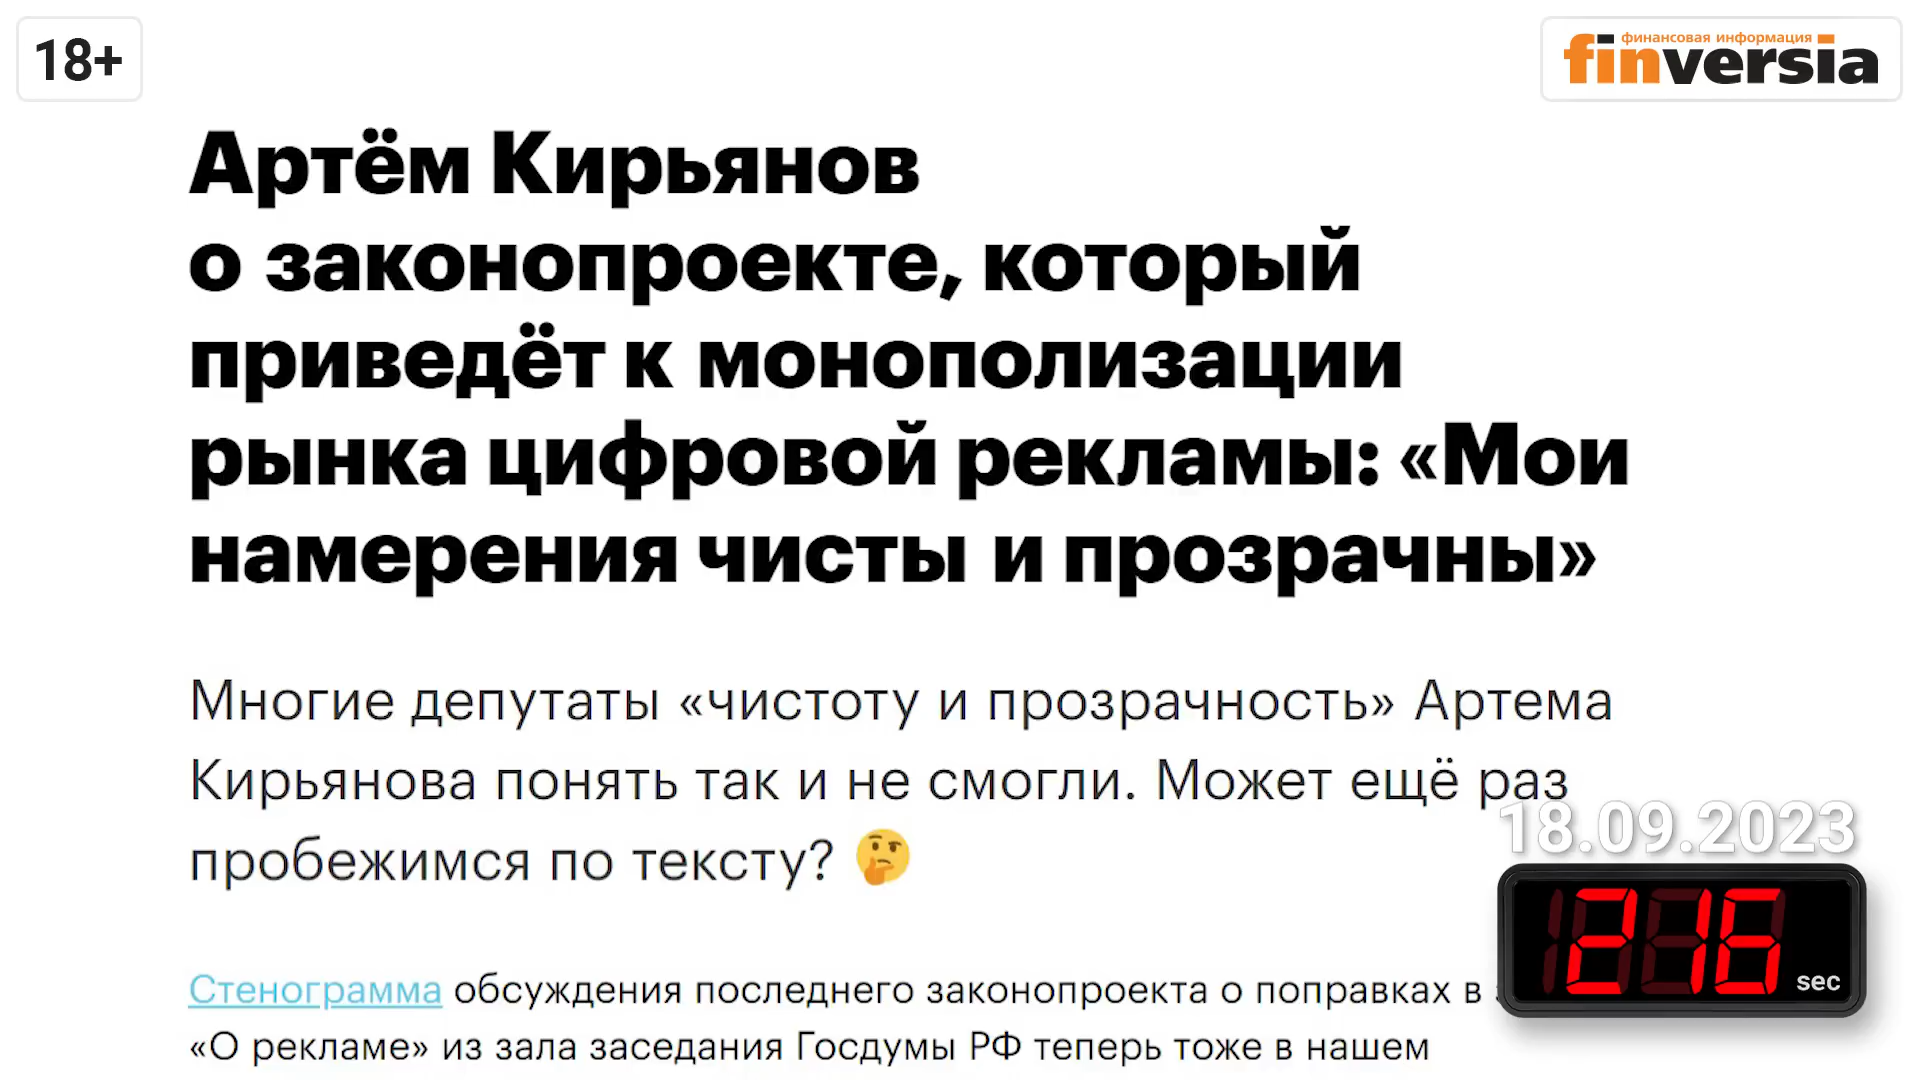 18+
финансовая информация
finversia
Артём Кирьянов
о законопроекте, который
приведёт к монополизации
рынка цифровой рекламы: «Мои
намерения чисты и прозрачны»
Многие депутаты «чистоту и прозрачность» Артема
Кирьянова понять так и не смогли. Может ещё раз
пробежимся по тексту? 🤔
18.09.2023
216 sec
Стенограмма обсуждения последнего законопроекта о поправках в
«О рекламе» из зала заседания Госдумы РФ теперь тоже в нашем